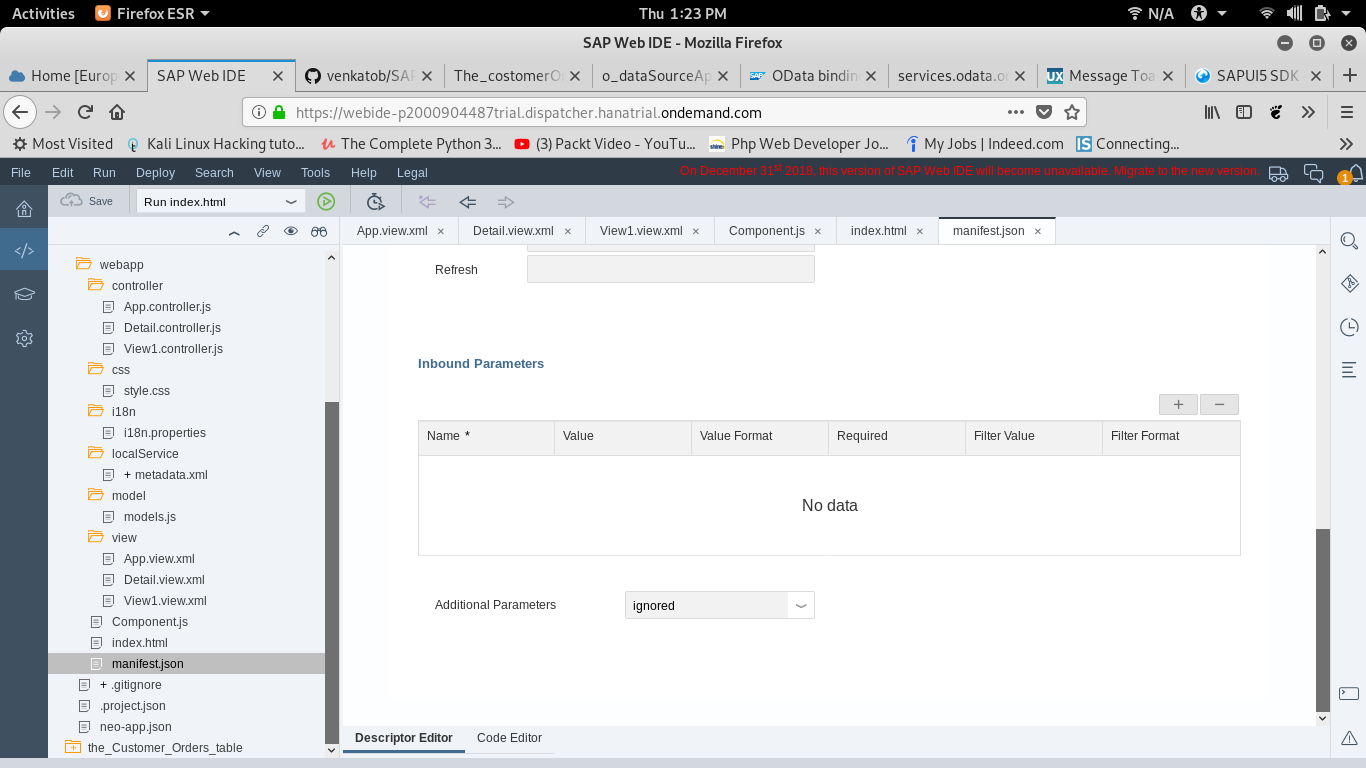 Activities Firefox ESR Thu 1:23 PM N/A
SAP Web IDE - Mozilla Firefox
Home [Europ SAP Web IDE venkatob/SAP The_costomerO o_dataSourceAp OData bindin services.odata.or Message Toa SAPUI5 SDK
https://webide-p2000904487trial.dispatcher.hanatrial.ondemand.com
Most Visited Kali Linux Hacking tuto... The Complete Python 3... (3) Packt Video - YouTu... Php Web Developer Jo... My Jobs | Indeed.com Connecting...
File Edit Run Deploy Search View Tools Help Legal On December 31st 2018, this version of SAP Web IDE will become unavailable. Migrate to the new version. 1
Save Run index.html
App.view.xml Detail.view.xml View1.view.xml Component.js index.html manifest.json
webapp
controller
App.controller.js
Detail.controller.js
View1.controller.js
css
style.css
i18n
i18n.properties
localService
+ metadata.xml
model
models.js
view
App.view.xml
Detail.view.xml
View1.view.xml
Component.js
index.html
manifest.json
+ .gitignore
.project.json
neo-app.json
the_Customer_Orders_table
Refresh
Inbound Parameters
+ −
Name * Value Value Format Required Filter Value Filter Format
No data
Additional Parameters ignored
Descriptor Editor Code Editor